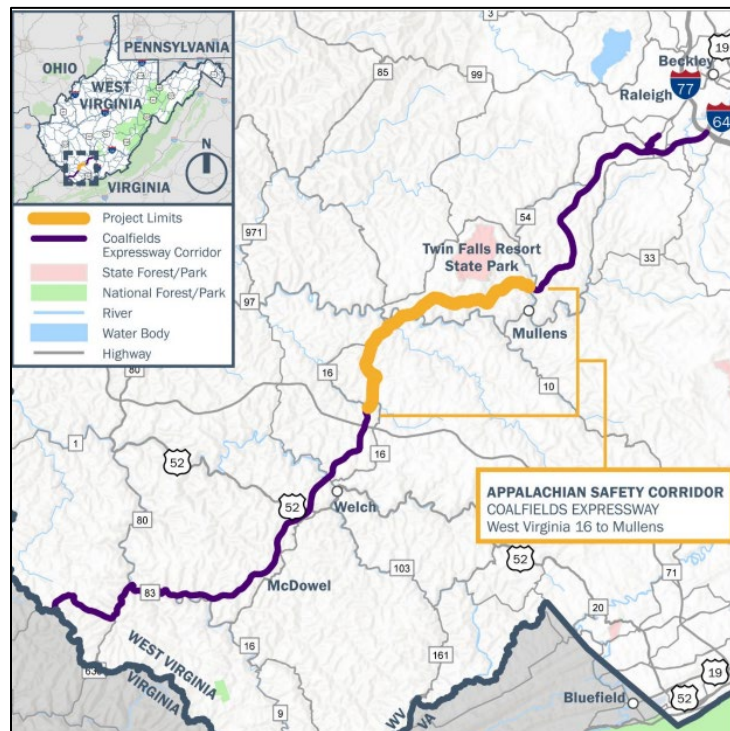 PENNSYLVANIA
OHIO
WEST
VIRGINIA
VIRGINIA
N
Project Limits
Coalfields
Expressway Corridor
State Forest/Park
National Forest/Park
River
Water Body
Highway
3
19
Beckley
77
Raleigh
64
85
99
54
971
Twin Falls Resort
State Park
33
97
Mullens
16
10
80
1
52
16
APPALACHIAN SAFETY CORRIDOR
COALFIELDS EXPRESSWAY
West Virginia 16 to Mullens
52
Welch
80
52
103
71
83
McDowel
20
WEST VIRGINIA
VIRGINIA
16
161
19
52
Bluefield
9
WV
VA